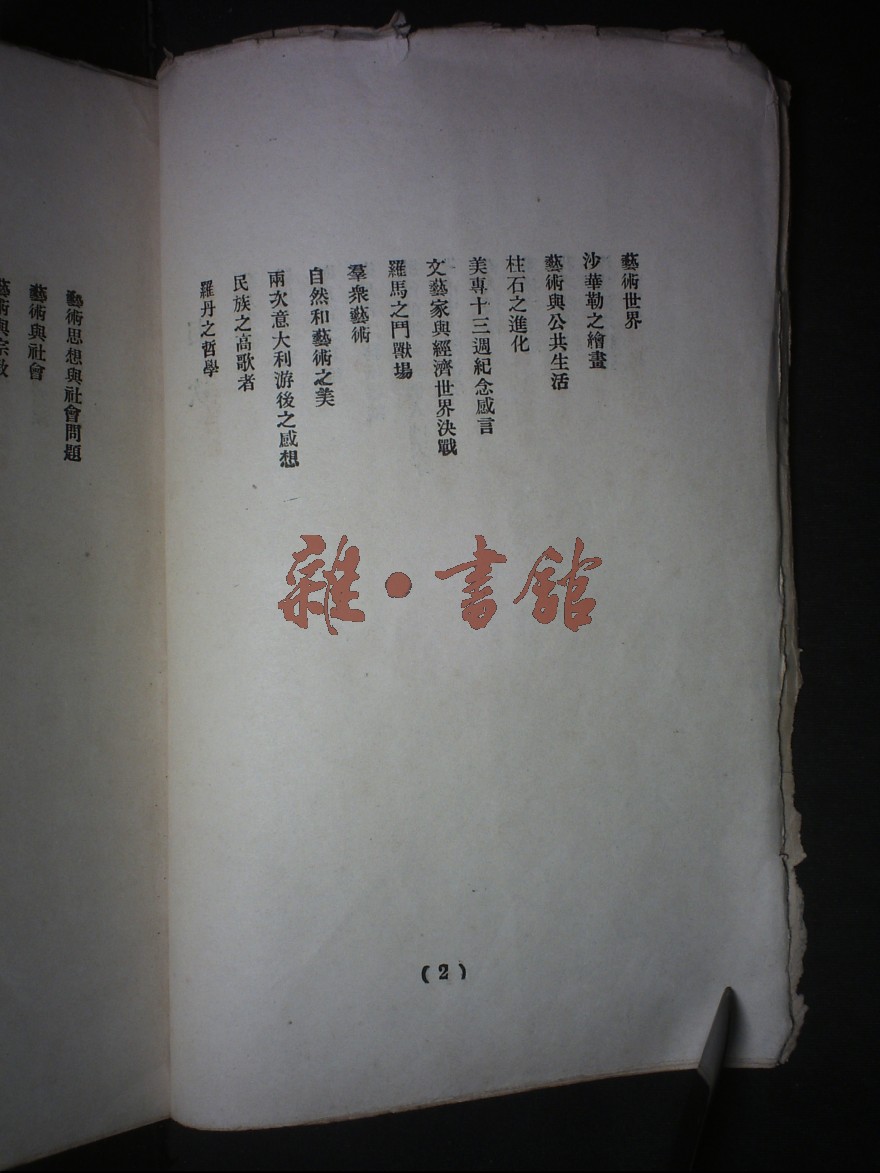 藝術世界
沙華勒之繪畫
藝術與公共生活
柱石之進化
美專十三週紀念感言
文藝家與經濟世界決戰
羅馬之鬥獸場
羣衆藝術
自然和藝術之美
兩次意大利游後之感想
民族之高歌者
羅丹之哲學
(2)
藝術思想與社會問題
藝術與社會
藝術與宗教
雜·書館